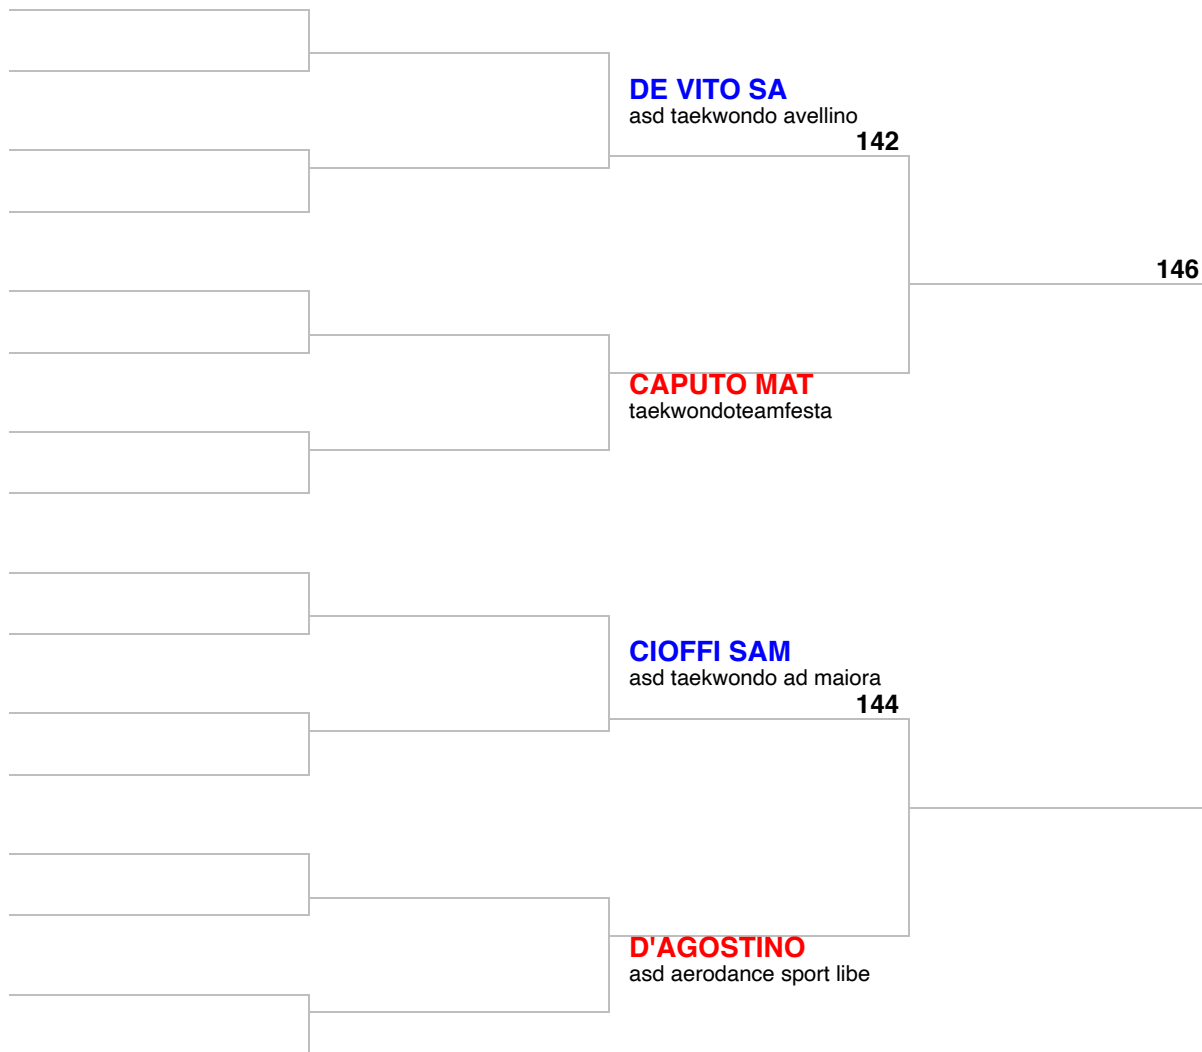 DE VITO SA
asd taekwondo avellino
142
146
CAPUTO MAT
taekwondoteamfesta
CIOFFI SAM
asd taekwondo ad maiora
144
D'AGOSTINO
asd aerodance sport libe